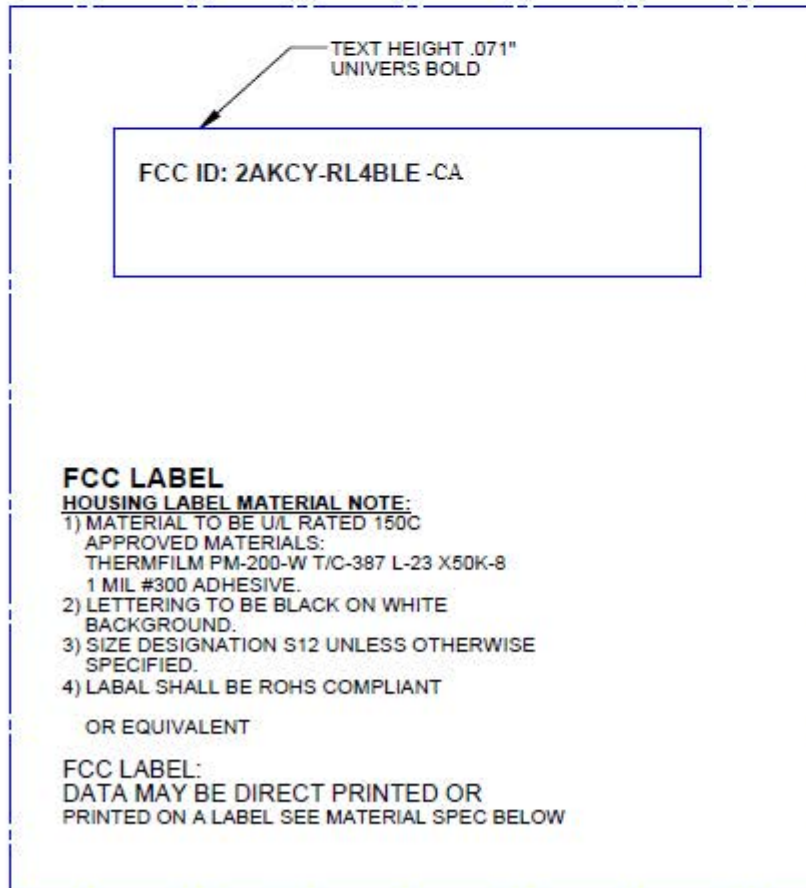 TEXT HEIGHT .071"
UNIVERS BOLD
FCC ID: 2AKCY-RL4BLE -CA
FCC LABEL
HOUSING LABEL MATERIAL NOTE:
1) MATERIAL TO BE U/L RATED 150C
APPROVED MATERIALS:
THERMFILM PM-200-W T/C-387 L-23 X50K-8
1 MIL #300 ADHESIVE.
2) LETTERING TO BE BLACK ON WHITE
BACKGROUND.
3) SIZE DESIGNATION S12 UNLESS OTHERWISE
SPECIFIED.
4) LABAL SHALL BE ROHS COMPLIANT
OR EQUIVALENT
FCC LABEL:
DATA MAY BE DIRECT PRINTED OR
PRINTED ON A LABEL SEE MATERIAL SPEC BELOW